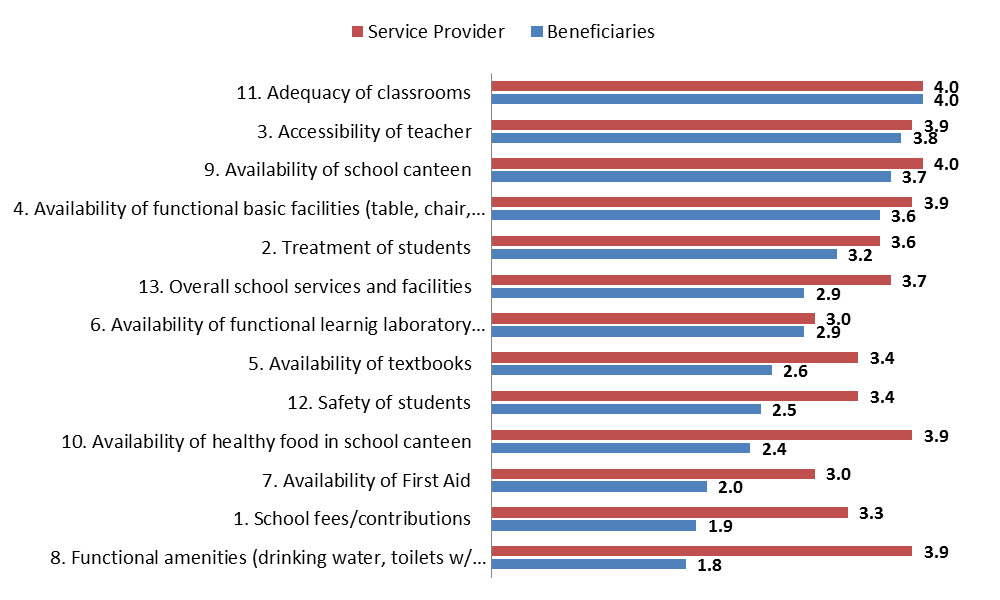 Service Provider Beneficiaries
11. Adequacy of classrooms 4.0 4.0
3. Accessibility of teacher 3.9 3.8
9. Availability of school canteen 4.0 3.7
4. Availability of functional basic facilities (table, chair,... 3.9 3.6
2. Treatment of students 3.6 3.2
13. Overall school services and facilities 3.7 2.9
6. Availability of functional learnig laboratory... 3.0 2.9
5. Availability of textbooks 3.4 2.6
12. Safety of students 3.4 2.5
10. Availability of healthy food in school canteen 3.9 2.4
7. Availability of First Aid 3.0 2.0
1. School fees/contributions 3.3 1.9
8. Functional amenities (drinking water, toilets w/... 3.9 1.8